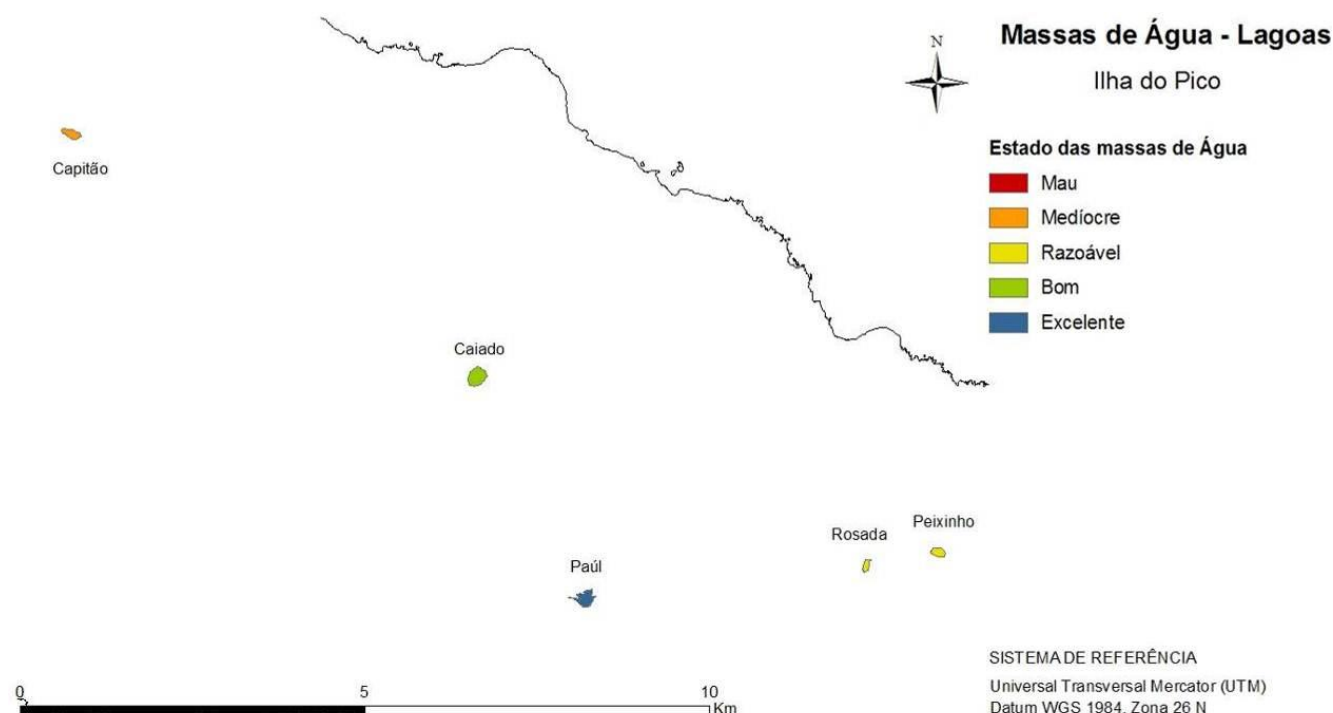 Massas de Água - Lagoas
Ilha do Pico
N
Estado das massas de Água
Mau
Medíocre
Razoável
Bom
Excelente
Capitão
Caiado
Rosada
Peixinho
Paúl
0 5 10
Km
SISTEMA DE REFERÊNCIA
Universal Transversal Mercator (UTM)
Datum WGS 1984, Zona 26 N